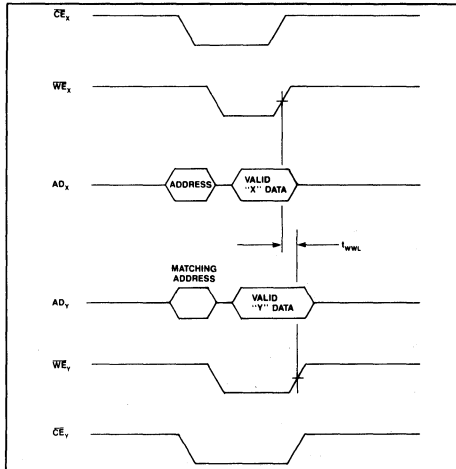 CE_X
WE_X
AD_X
ADDRESS
VALID
"X" DATA
t_WWL
MATCHING
ADDRESS
AD_Y
VALID
"Y" DATA
WE_Y
CE_Y